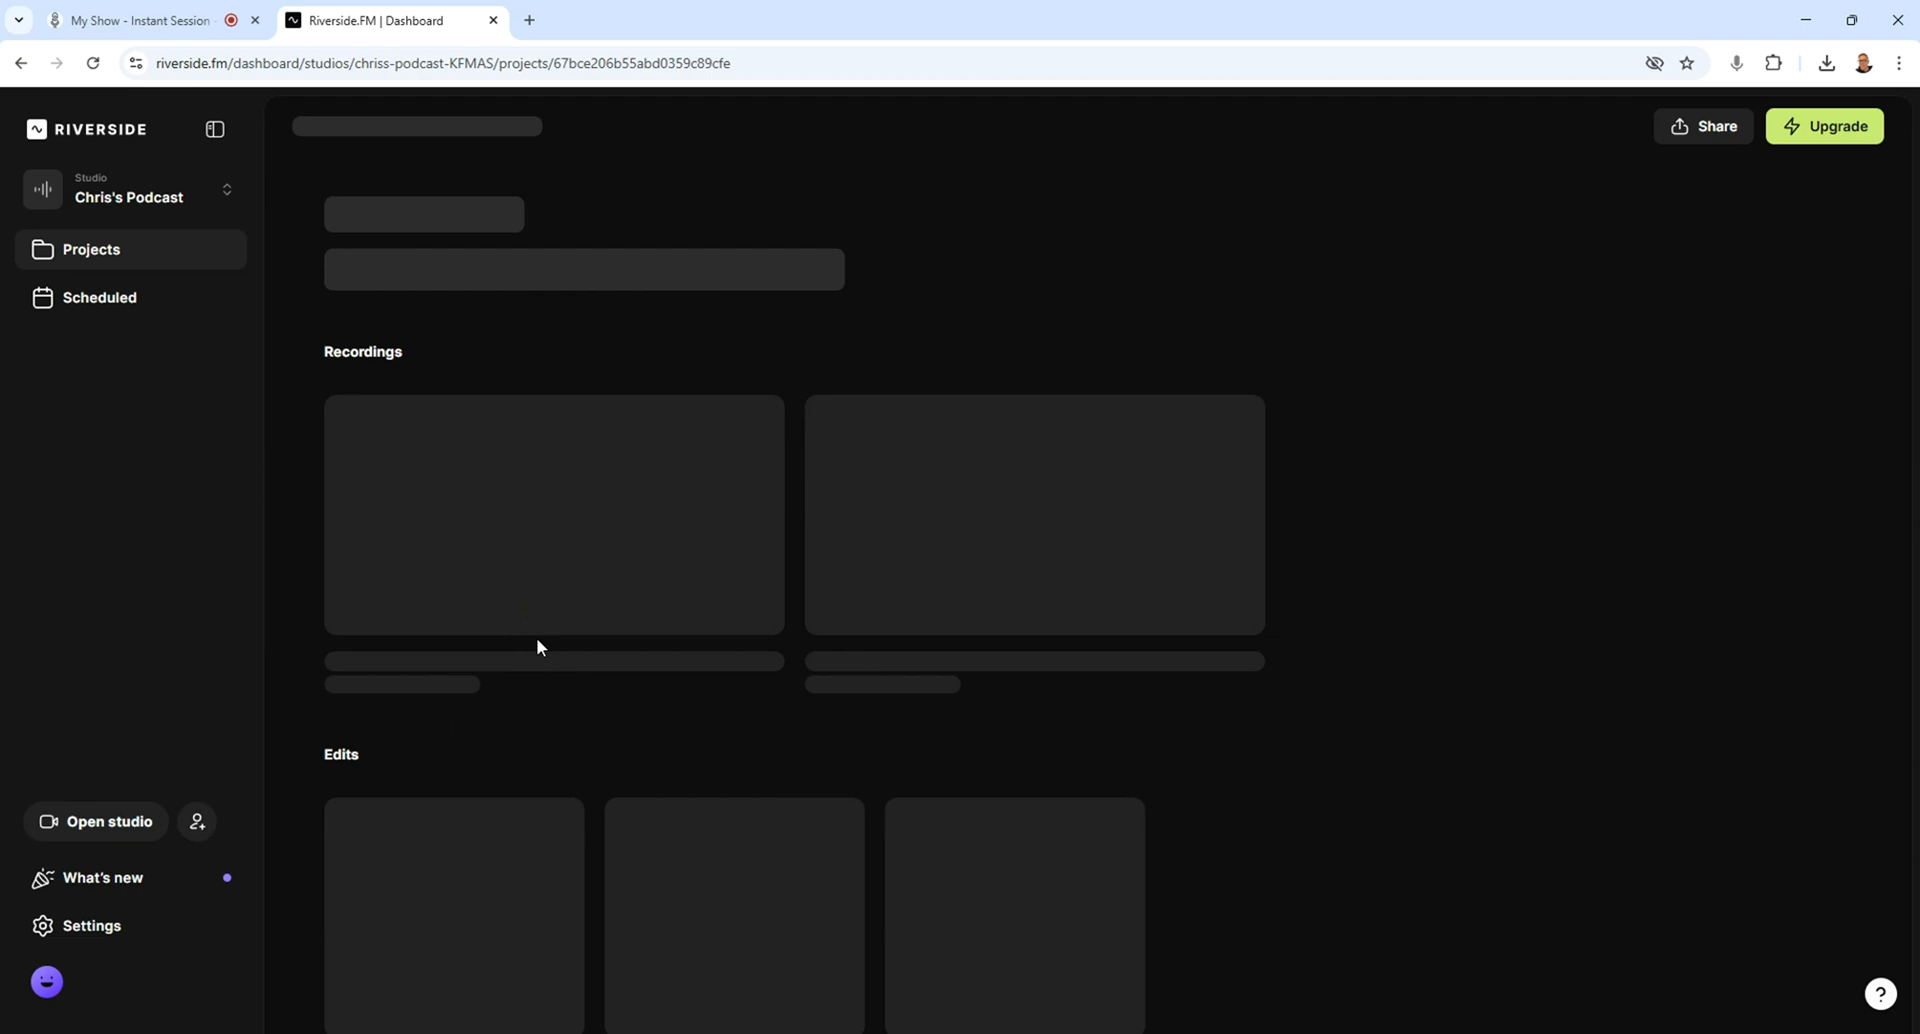 My Show - Instant Session
Riverside.FM | Dashboard
riverside.fm/dashboard/studios/chriss-podcast-KFMAS/projects/67bce206b55abd0359c89cfe
RIVERSIDE
Share
Upgrade
Studio
Chris's Podcast
Projects
Scheduled
Recordings
Edits
Open studio
What's new
Settings
?